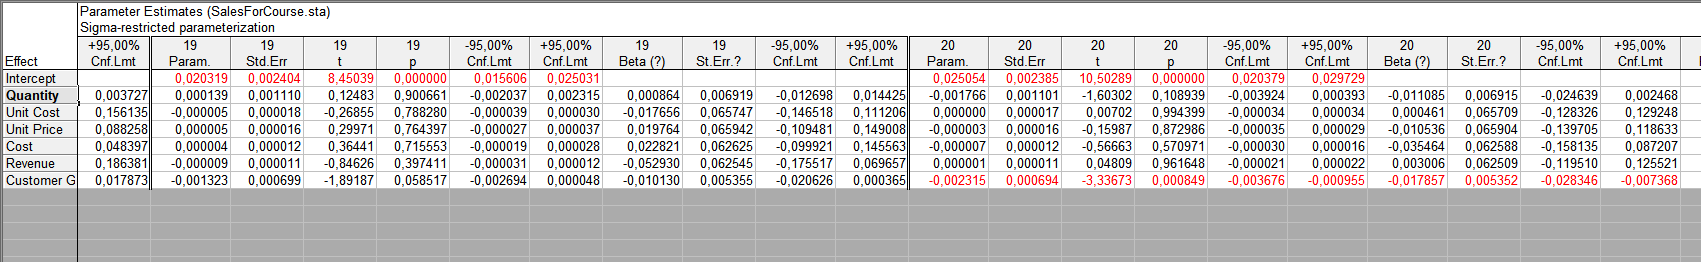 Parameter Estimates (SalesForCourse.sta)
Sigma-restricted parameterization
+95,00% 19 19 19 19 -95,00% +95,00% 19 19 -95,00% +95,00% 20 20 20 20 -95,00% +95,00% 20 20 -95,00% +95,00%
Effect Cnf.Lmt Param. Std.Err t p Cnf.Lmt Cnf.Lmt Beta (?) St.Err.? Cnf.Lmt Cnf.Lmt Param. Std.Err t p Cnf.Lmt Cnf.Lmt Beta (?) St.Err.? Cnf.Lmt Cnf.Lmt
Intercept 0,020319 0,002404 8,45039 0,000000 0,015606 0,025031 0,025054 0,002385 10,50289 0,000000 0,020379 0,029729
Quantity 0,003727 0,000139 0,001110 0,12483 0,900661 -0,002037 0,002315 0,000864 0,006919 -0,012698 0,014425 -0,001766 0,001101 -1,60302 0,108939 -0,003924 0,000393 -0,011085 0,006915 -0,024639 0,002468
Unit Cost 0,156135 -0,000005 0,000018 -0,26855 0,788280 -0,000039 0,000030 -0,017656 0,065747 -0,146518 0,111206 0,000000 0,000017 0,00702 0,994399 -0,000034 0,000034 0,000461 0,065709 -0,128326 0,129248
Unit Price 0,088258 0,000005 0,000016 0,29971 0,764397 -0,000027 0,000037 0,019764 0,065942 -0,109481 0,149008 -0,000003 0,000016 -0,15987 0,872986 -0,000035 0,000029 -0,010536 0,065904 -0,139705 0,118633
Cost 0,048397 0,000004 0,000012 0,36441 0,715553 -0,000019 0,000028 0,022821 0,062625 -0,099921 0,145563 -0,000007 0,000012 -0,56663 0,570971 -0,000030 0,000016 -0,035464 0,062588 -0,158135 0,087207
Revenue 0,186381 -0,000009 0,000011 -0,84626 0,397411 -0,000031 0,000012 -0,052930 0,062545 -0,175517 0,069657 0,000001 0,000011 0,04809 0,961648 -0,000021 0,000022 0,003006 0,062509 -0,119510 0,125521
Customer G 0,017873 -0,001323 0,000699 -1,89187 0,058517 -0,002694 0,000048 -0,010130 0,005355 -0,020626 0,000365 -0,002315 0,000694 -3,33673 0,000849 -0,003676 -0,000955 -0,017857 0,005352 -0,028346 -0,007368